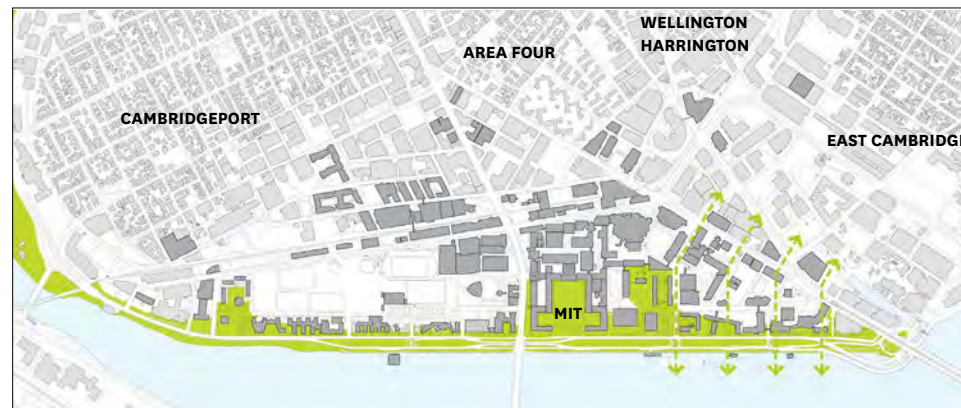 WELLINGTON
HARRINGTON
AREA FOUR
CAMBRIDGEPORT
EAST CAMBRIDGE
MIT